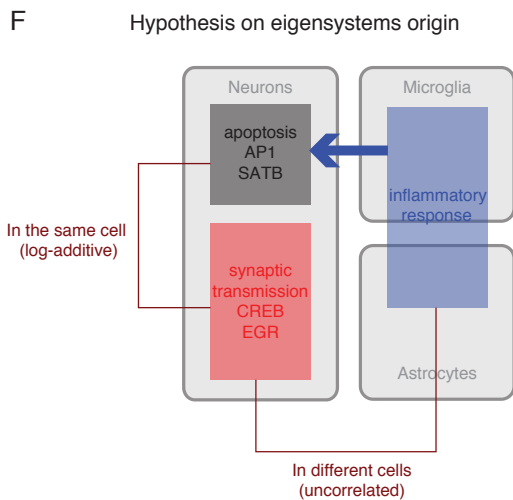 F
Hypothesis on eigensystems origin
Neurons
Microglia
apoptosis
AP1
SATB
inflammatory
response
In the same cell
(log-additive)
synaptic
transmission
CREB
EGR
Astrocytes
In different cells
(uncorrelated)